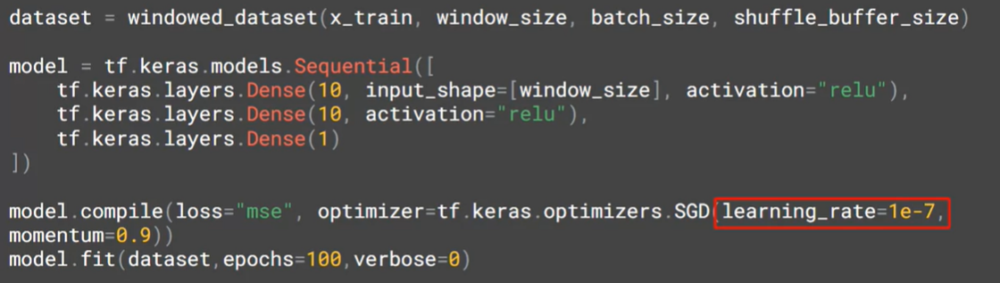 dataset = windowed_dataset(x_train, window_size, batch_size, shuffle_buffer_size)
model = tf.keras.models.Sequential([
    tf.keras.layers.Dense(10, input_shape=[window_size], activation="relu"),
    tf.keras.layers.Dense(10, activation="relu"),
    tf.keras.layers.Dense(1)
])
model.compile(loss="mse", optimizer=tf.keras.optimizers.SGD(learning_rate=1e-7,
momentum=0.9))
model.fit(dataset,epochs=100,verbose=0)